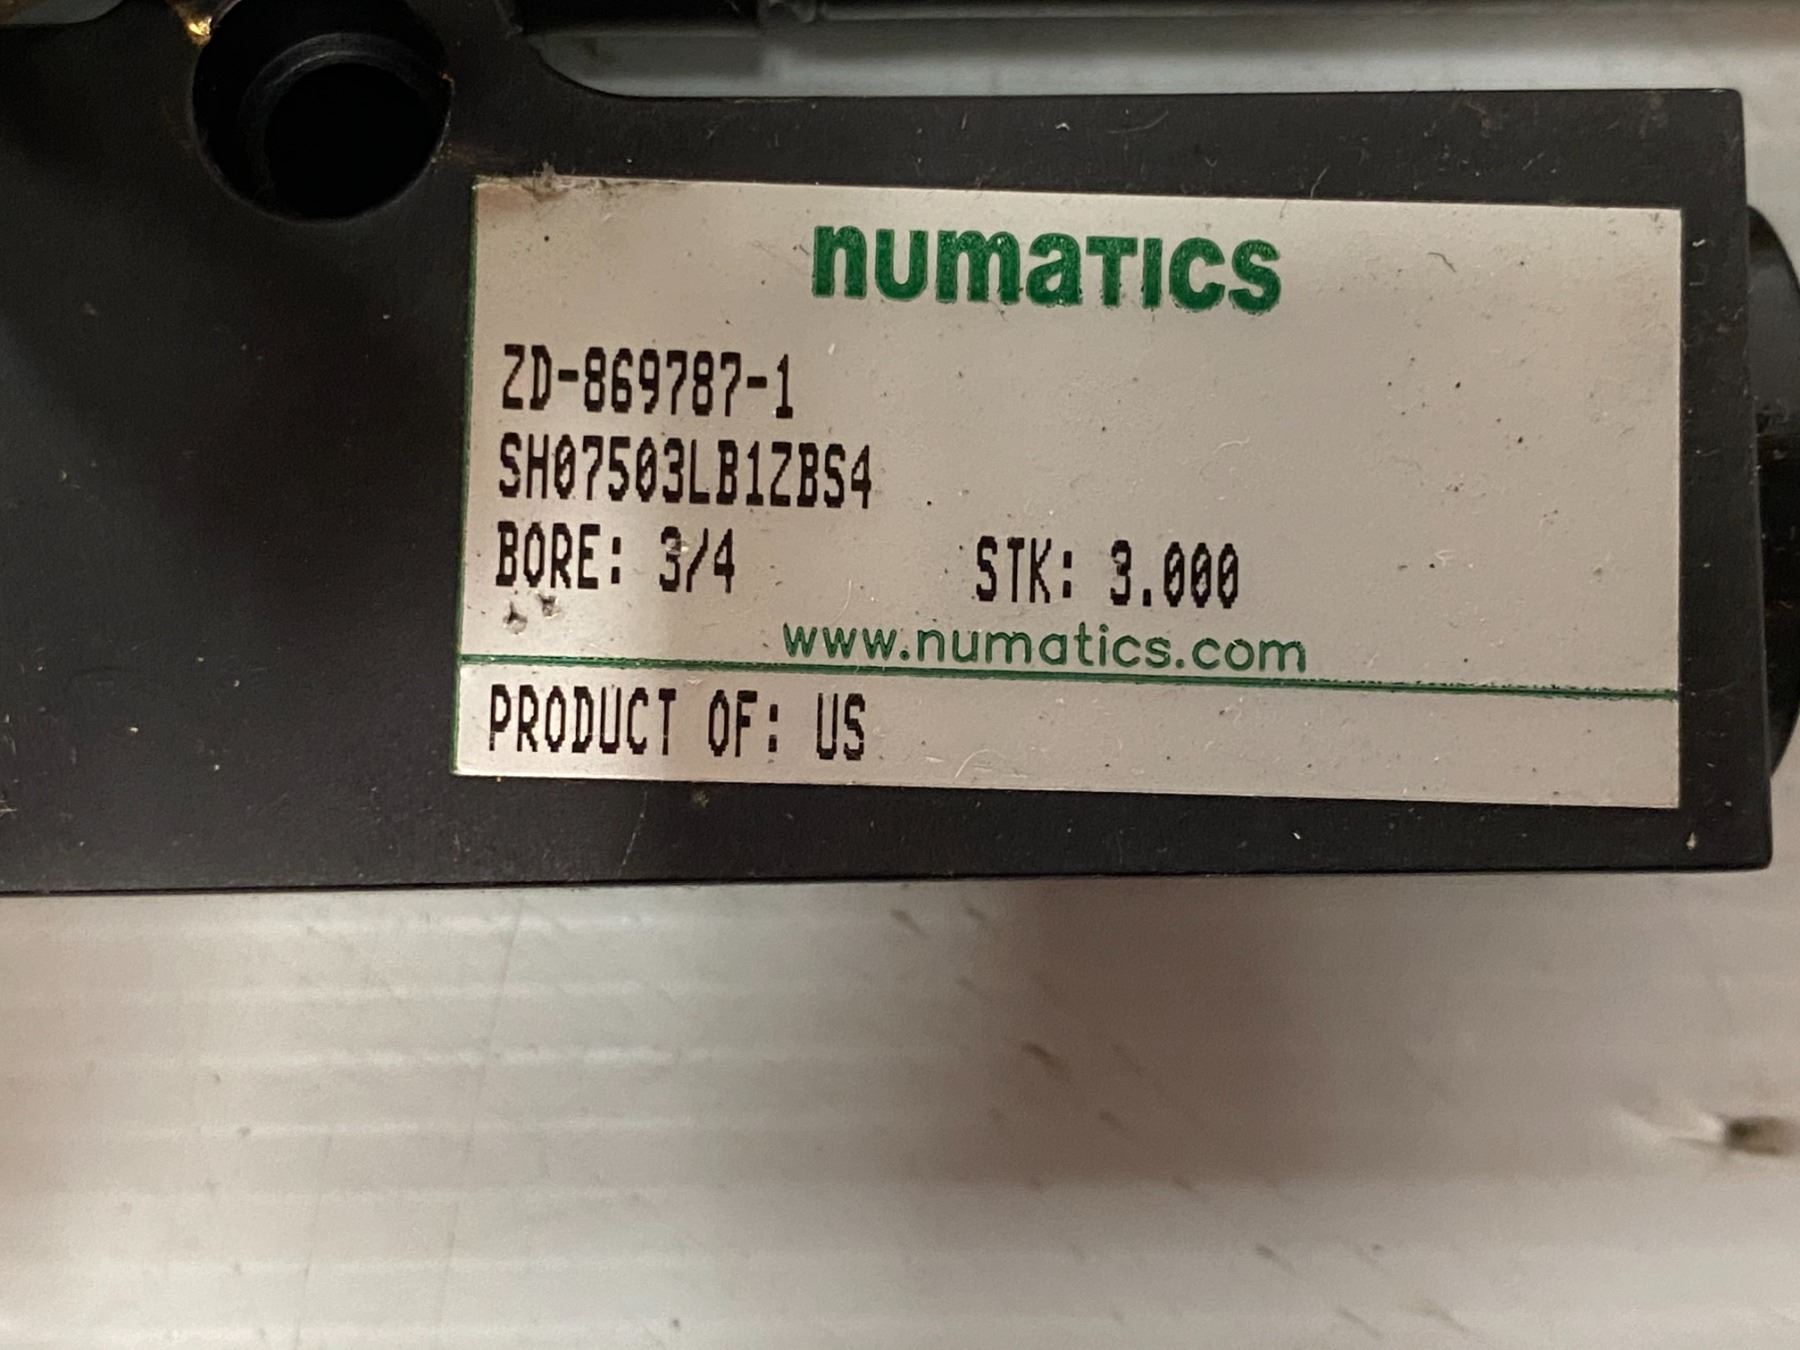 numatics
ZD-869787-1
SH07503LB1ZBS4
BORE: 3/4 STK: 3.000
www.numatics.com
PRODUCT OF: US